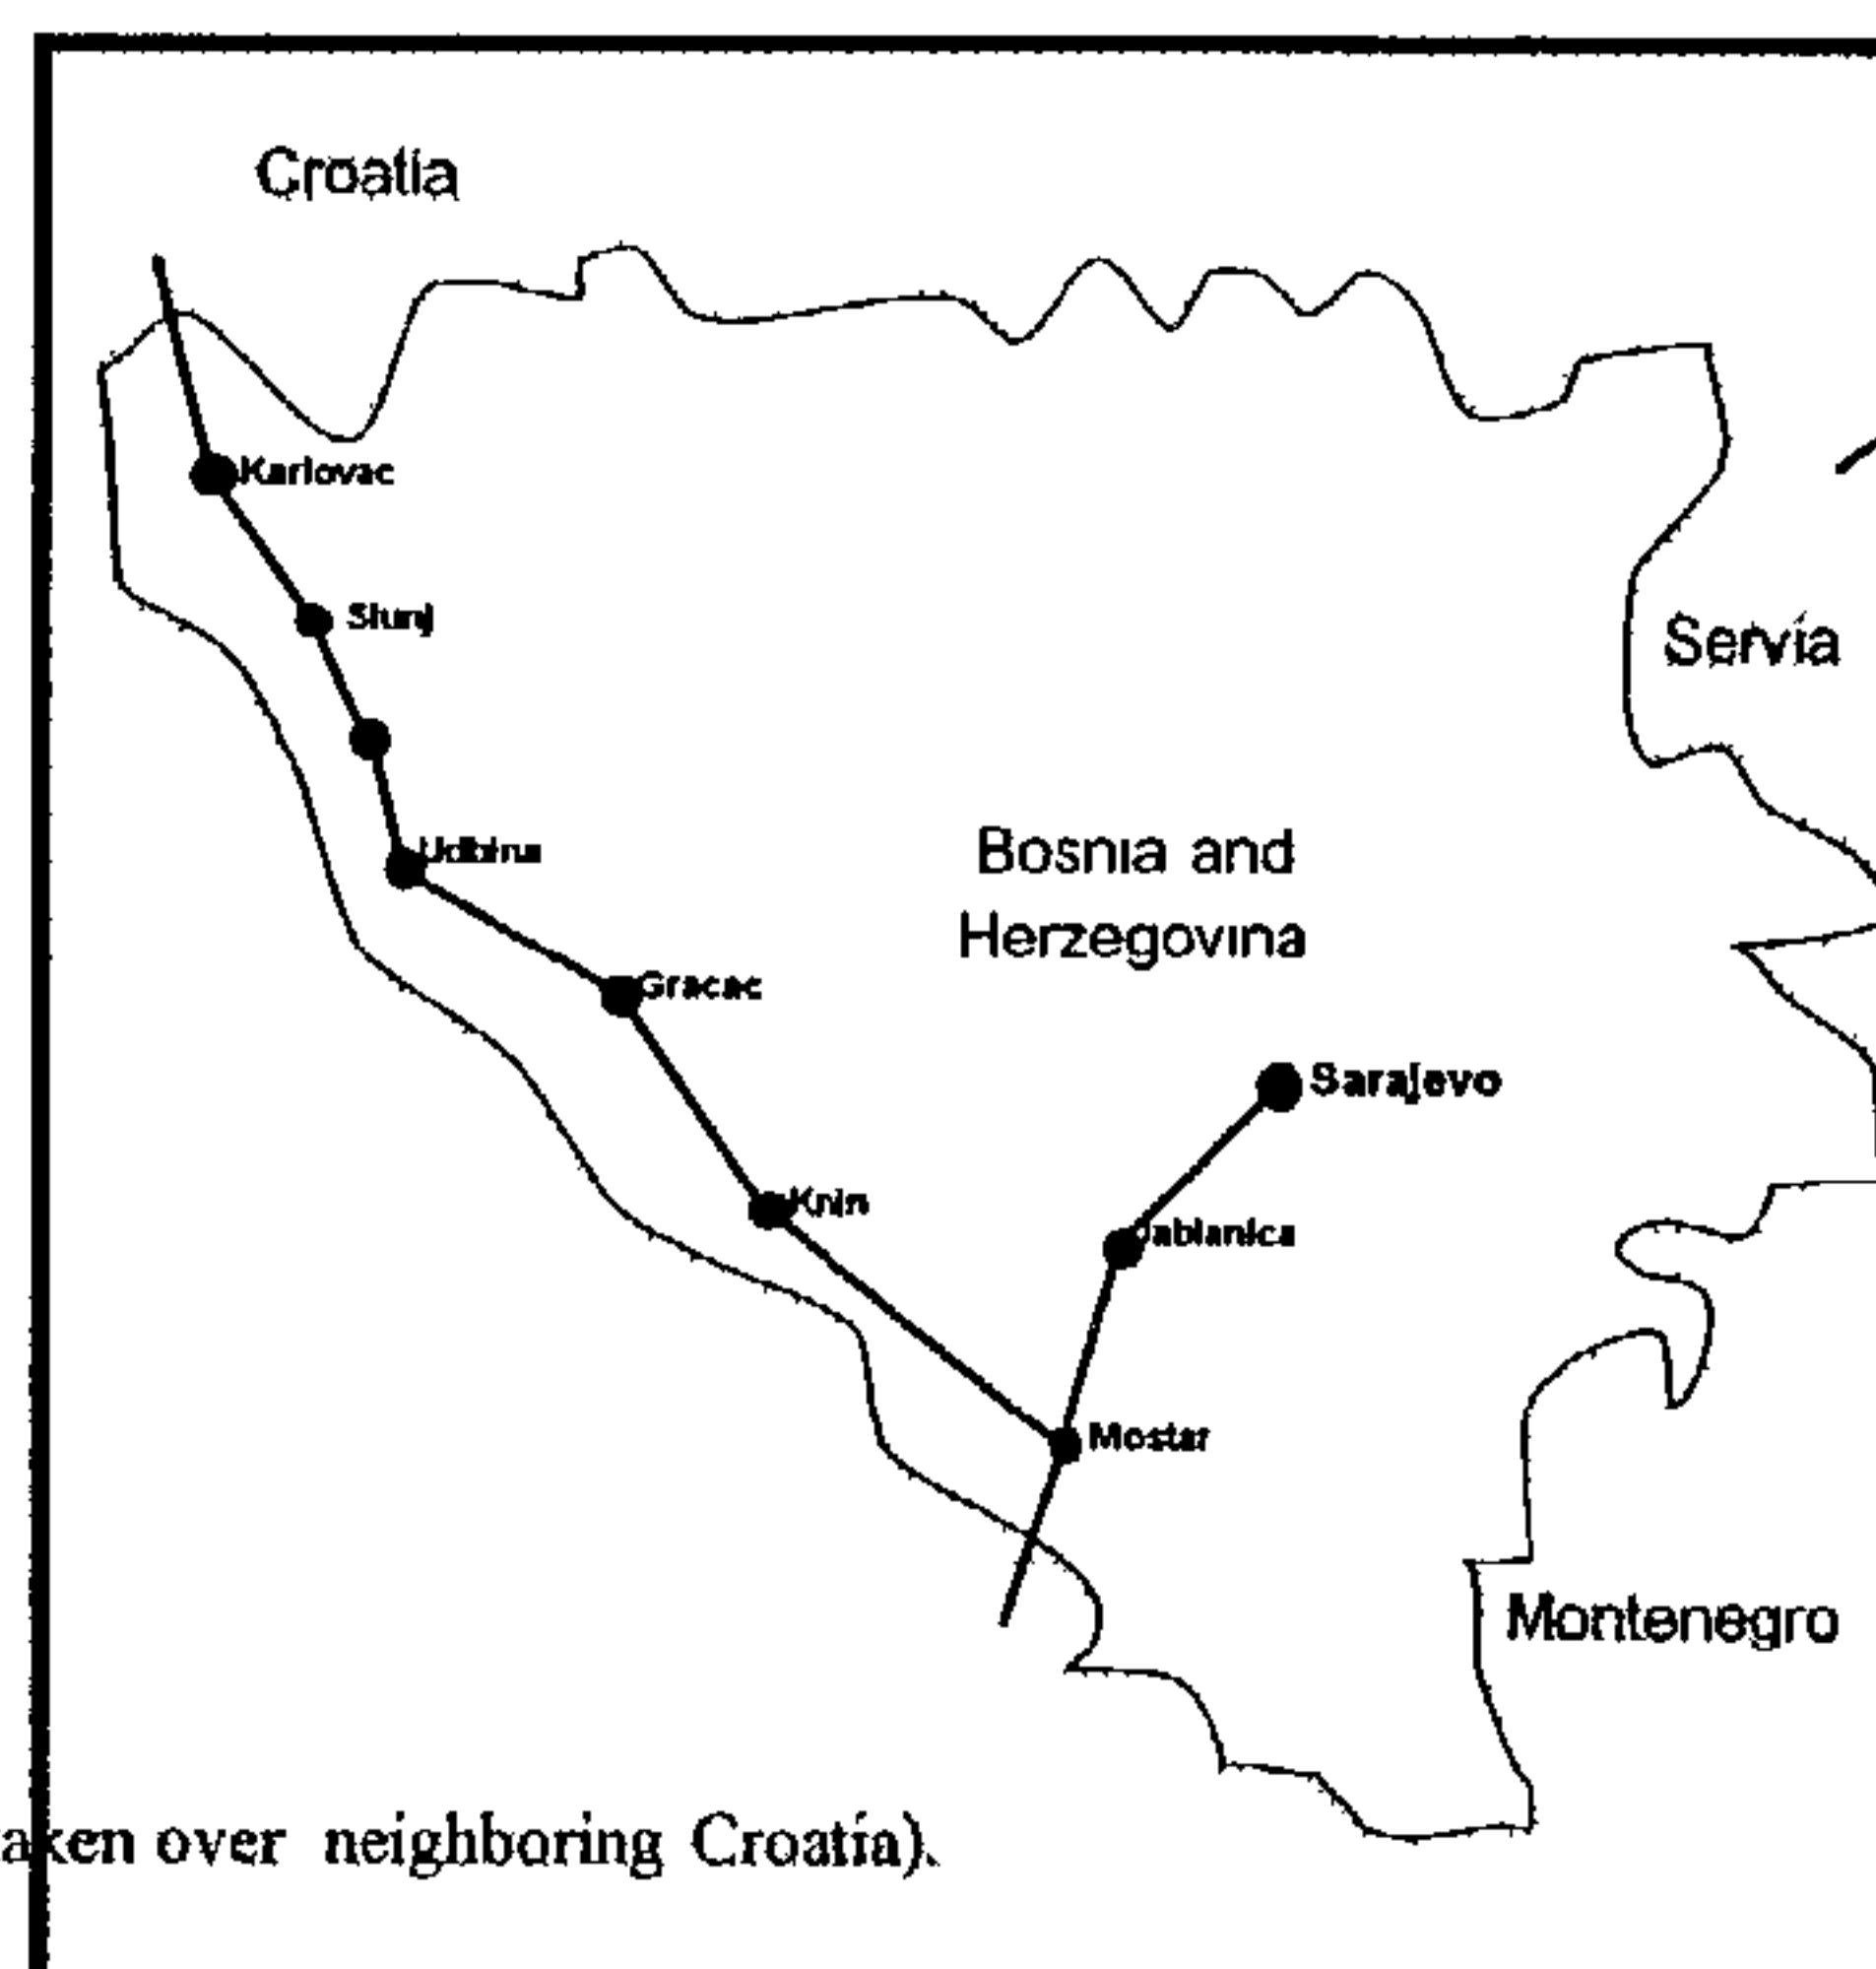 Croatia
Karlovac
Slunj
Servia
Udbina
Bosnia and
Herzegovina
Gracac
Sarajevo
Knin
Jablanica
Mostar
Montenegro
aken over neighboring Croatia).